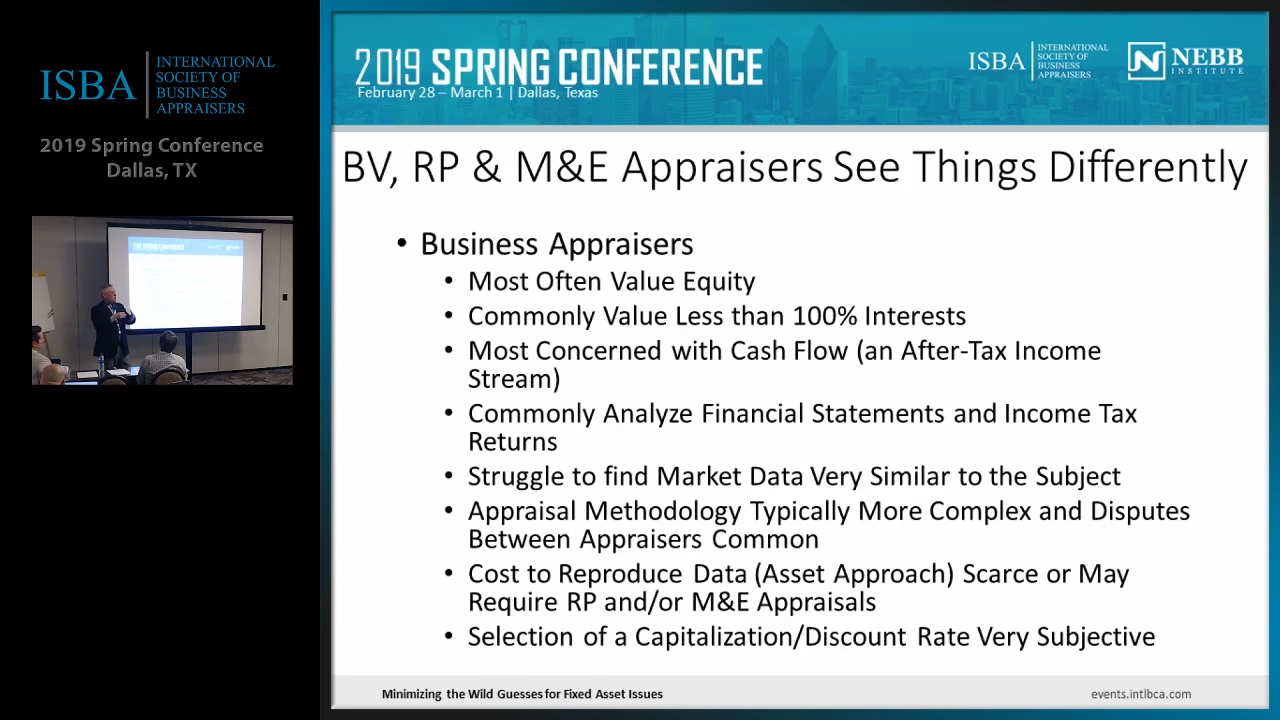 ISBA
INTERNATIONAL
SOCIETY OF
BUSINESS
APPRAISERS
2019 Spring Conference
Dallas, TX
2019 SPRING CONFERENCE
February 28 – March 1 | Dallas, Texas
ISBA
INTERNATIONAL
SOCIETY OF
BUSINESS
APPRAISERS
N NEBB
INSTITUTE
BV, RP & M&E Appraisers See Things Differently
• Business Appraisers
• Most Often Value Equity
• Commonly Value Less than 100% Interests
• Most Concerned with Cash Flow (an After-Tax Income
Stream)
• Commonly Analyze Financial Statements and Income Tax
Returns
• Struggle to find Market Data Very Similar to the Subject
• Appraisal Methodology Typically More Complex and Disputes
Between Appraisers Common
• Cost to Reproduce Data (Asset Approach) Scarce or May
Require RP and/or M&E Appraisals
• Selection of a Capitalization/Discount Rate Very Subjective
Minimizing the Wild Guesses for Fixed Asset Issues
events.intlbca.com